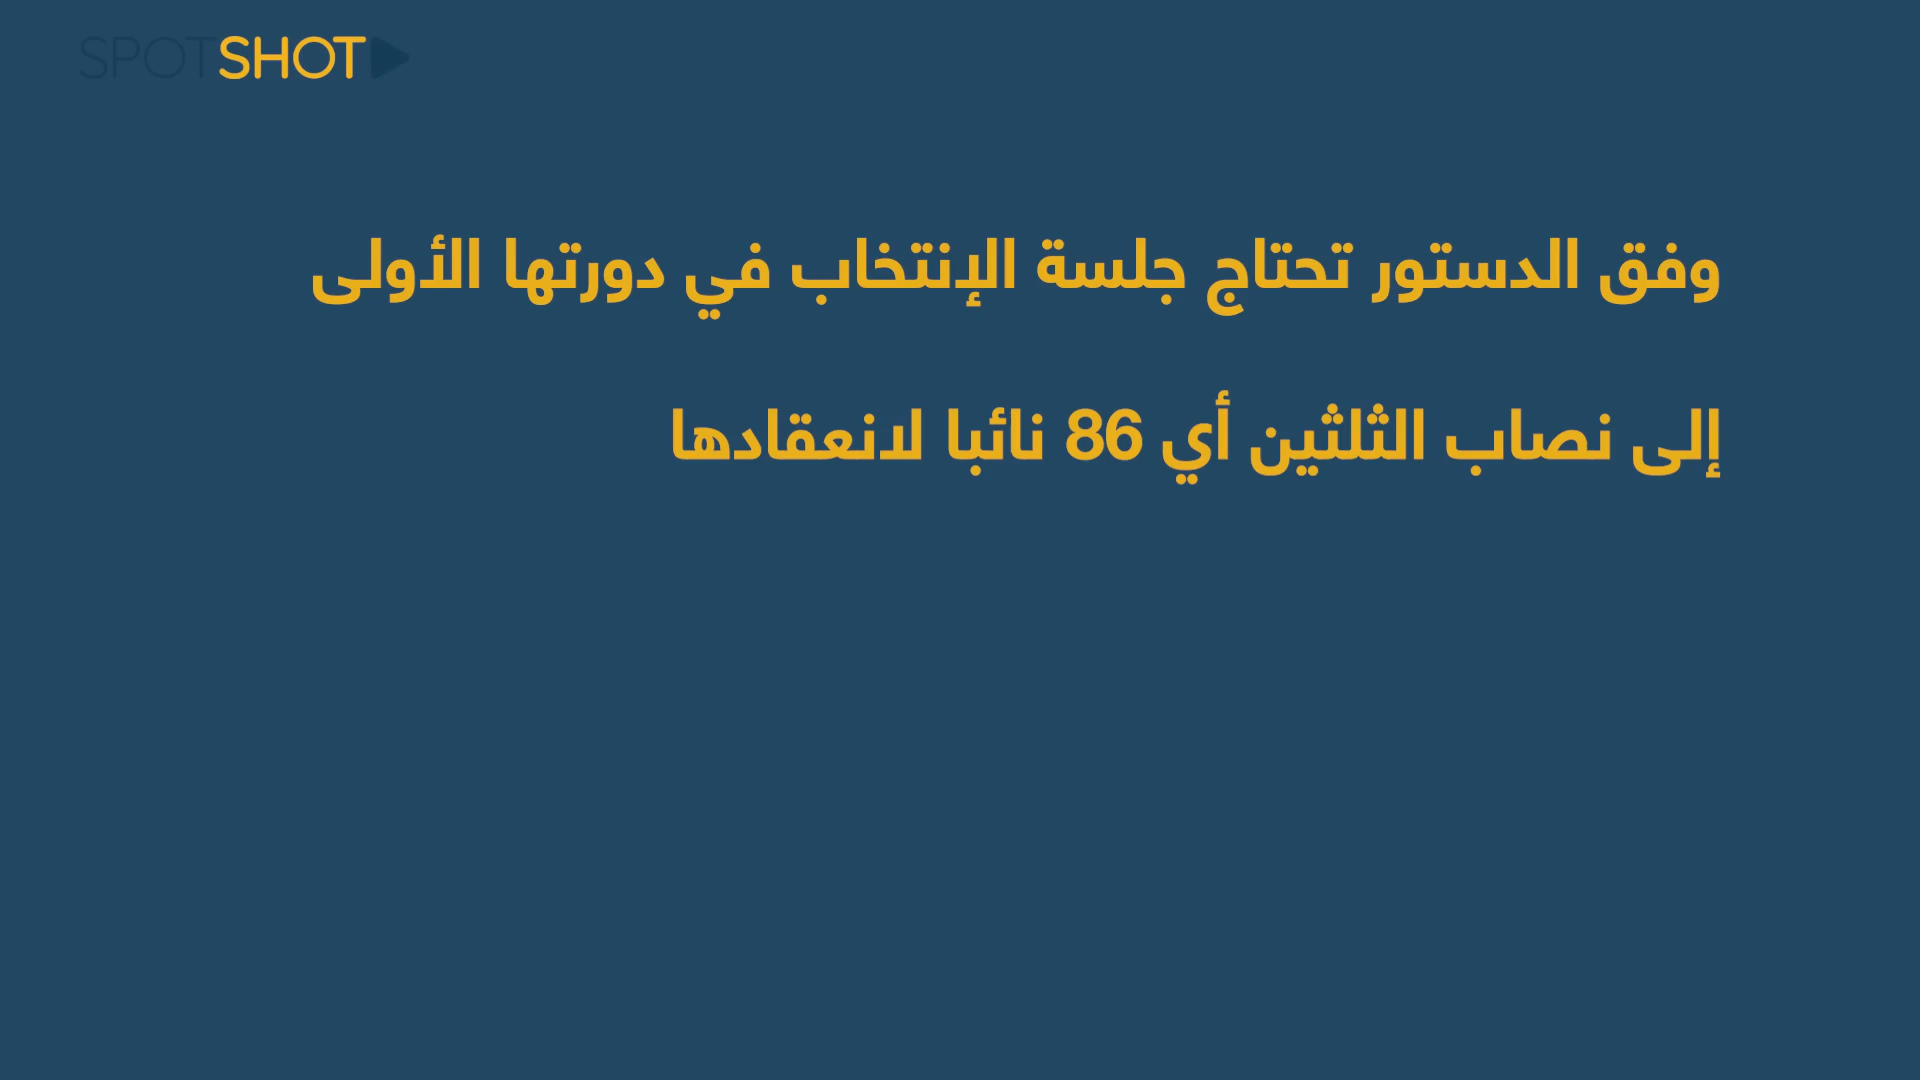 SPOTSHOT
وفق الدستور تحتاج جلسة الإنتخاب في دورتها الأولى
إلى نصاب الثلثين أي 86 نائبا لانعقادها